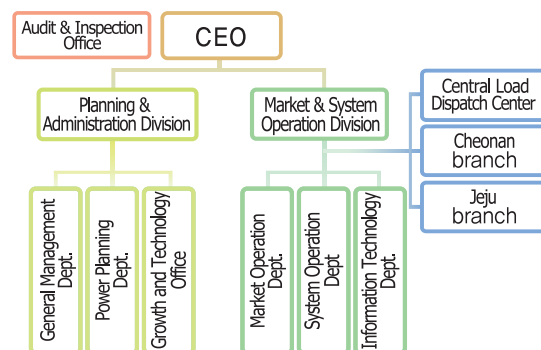 Audit & Inspection
Office
CEO
Planning &
Administration Division
Market & System
Operation Division
Central Load
Dispatch Center
Cheonan
branch
Jeju
branch
General Management
Dept.
Power Planning
Dept.
Growth and Technology
Office
Market Operation
Dept.
System Operation
Dept
Information Technology
Dept.